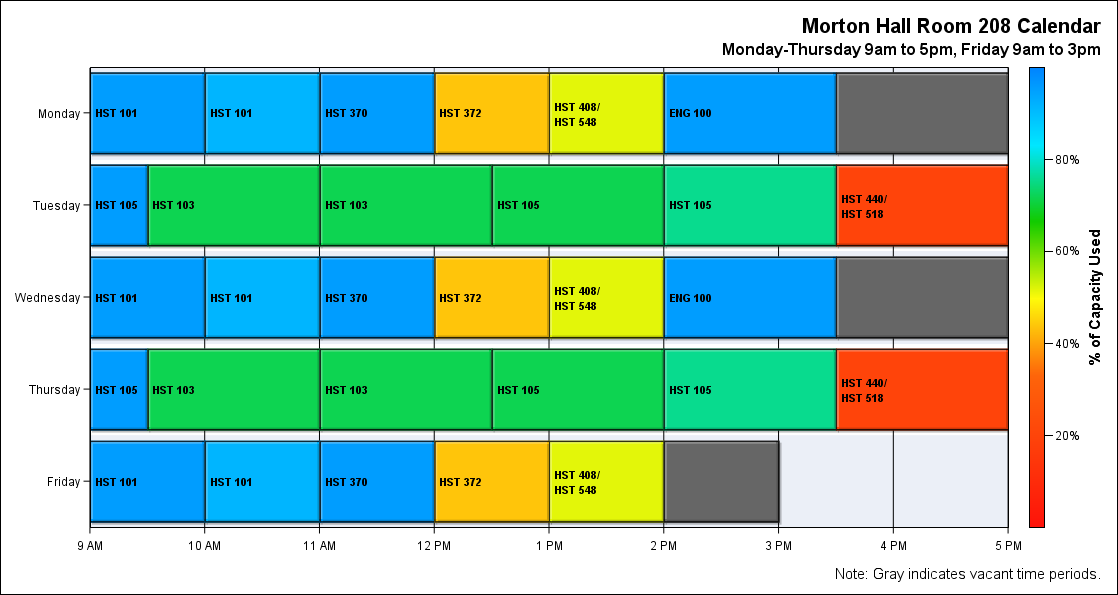 Morton Hall Room 208 Calendar
Monday-Thursday 9am to 5pm, Friday 9am to 3pm
Monday
HST 101
HST 101
HST 370
HST 372
HST 408/
HST 548
ENG 100
Tuesday
HST 105
HST 103
HST 103
HST 105
HST 105
HST 440/
HST 518
Wednesday
HST 101
HST 101
HST 370
HST 372
HST 408/
HST 548
ENG 100
Thursday
HST 105
HST 103
HST 103
HST 105
HST 105
HST 440/
HST 518
Friday
HST 101
HST 101
HST 370
HST 372
HST 408/
HST 548
9 AM
10 AM
11 AM
12 PM
1 PM
2 PM
3 PM
4 PM
5 PM
80%
60%
40%
20%
% of Capacity Used
Note: Gray indicates vacant time periods.